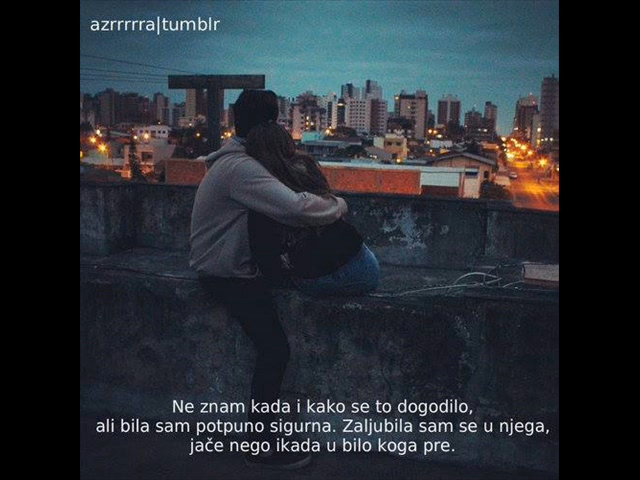 azrrrrra|tumblr
Ne znam kada i kako se to dogodilo,
ali bila sam potpuno sigurna. Zaljubila sam se u njega,
jače nego ikada u bilo koga pre.